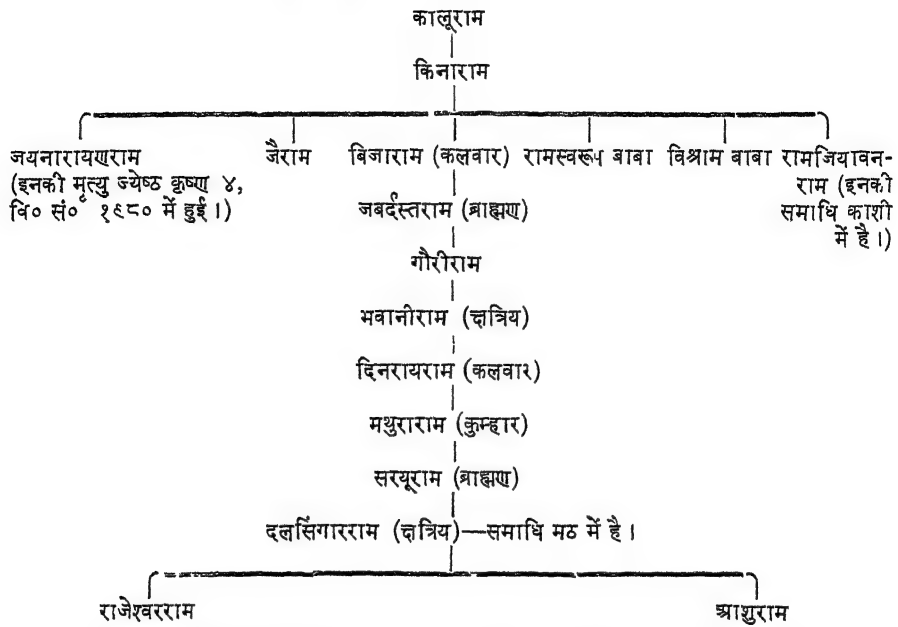 कालूराम
किनाराम
जयनारायणराम जैराम बिजाराम (कलवार) रामस्वरूप बाबा विश्राम बाबा रामजियावन-
(इनकी मृत्यु ज्येष्ठ कृष्ण ४, राम (इनकी
वि० सं० १९८० में हुई।) समाधि काशी
में है।)
जबर्दस्तराम (ब्राह्मण)
गौरीराम
भवानीराम (क्षत्रिय)
दिनरायराम (कलवार)
मथुराराम (कुम्हार)
सरयूराम (ब्राह्मण)
दलसिंगारराम (क्षत्रिय)—समाधि मठ में है।
राजेश्वरराम आशुराम